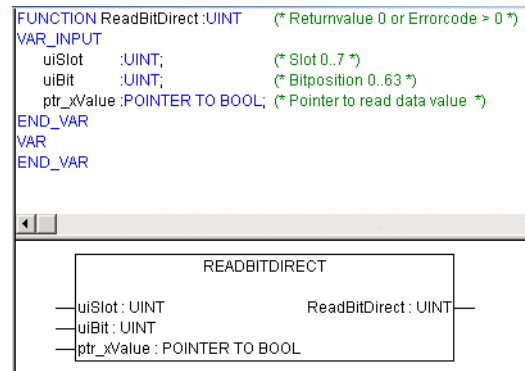 FUNCTION ReadBitDirect :UINT (* Returnvalue 0 or Errorcode > 0 *)
VAR_INPUT
uiSlot :UINT; (* Slot 0..7 *)
uiBit :UINT; (* Bitposition 0..63 *)
ptr_xValue :POINTER TO BOOL; (* Pointer to read data value *)
END_VAR
VAR
END_VAR
READBITDIRECT
uiSlot : UINT ReadBitDirect : UINT
uiBit : UINT
ptr_xValue : POINTER TO BOOL